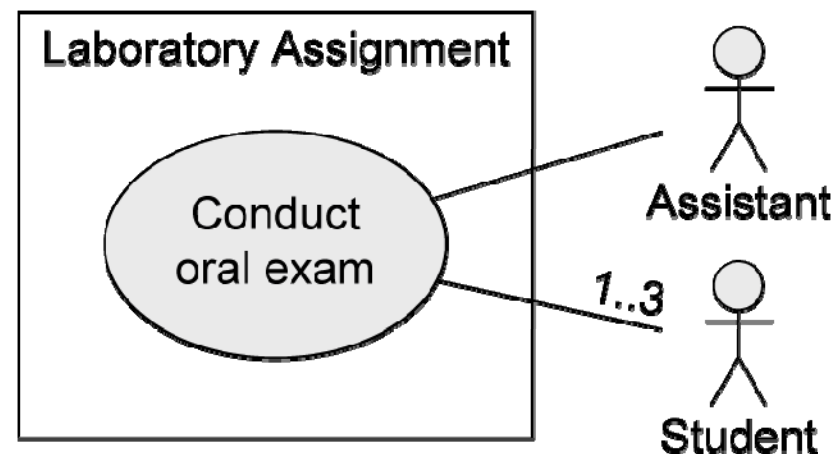 Laboratory Assignment
Conduct
oral exam
Assistant
1..3
Student